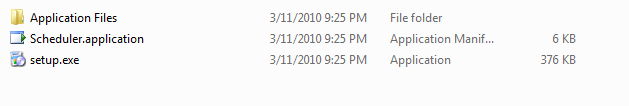 Application Files 3/11/2010 9:25 PM File folder
Scheduler.application 3/11/2010 9:25 PM Application Manif... 6 KB
setup.exe 3/11/2010 9:25 PM Application 376 KB